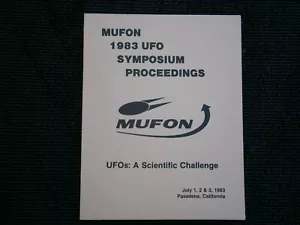 MUFON
1983 UFO
SYMPOSIUM
PROCEEDINGS
MUFON
UFOs: A Scientific Challenge
July 1, 2 & 3, 1983
Pasadena, California